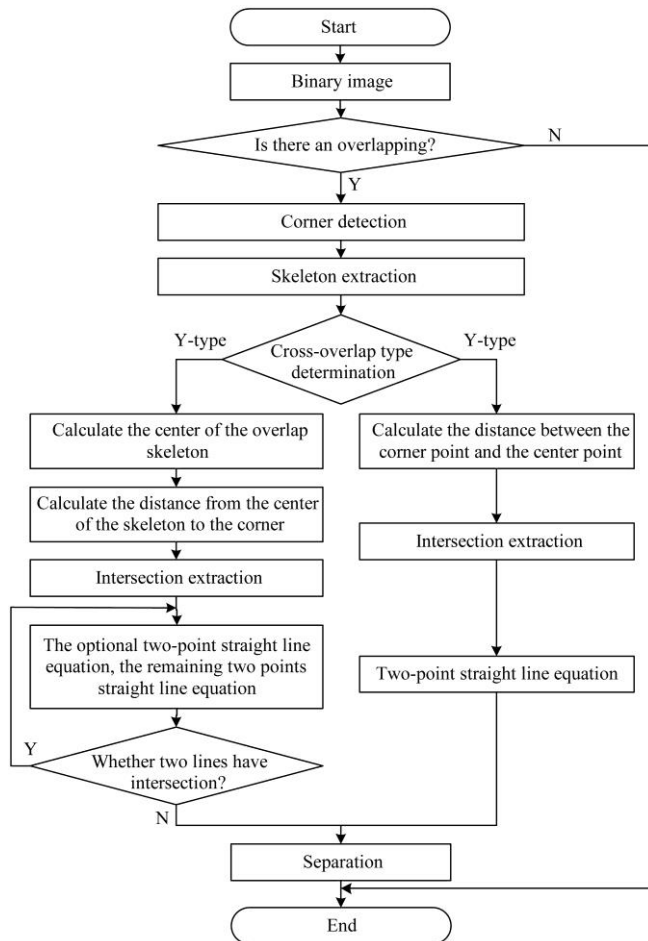 Start
Binary image
Is there an overlapping?
N
Y
Corner detection
Skeleton extraction
Y-type
Y-type
Cross-overlap type
determination
Calculate the center of the overlap
skeleton
Calculate the distance between the
corner point and the center point
Calculate the distance from the center
of the skeleton to the corner
Intersection extraction
Intersection extraction
The optional two-point straight line
equation, the remaining two points
straight line equation
Two-point straight line equation
Y
Whether two lines have
intersection?
N
Separation
End